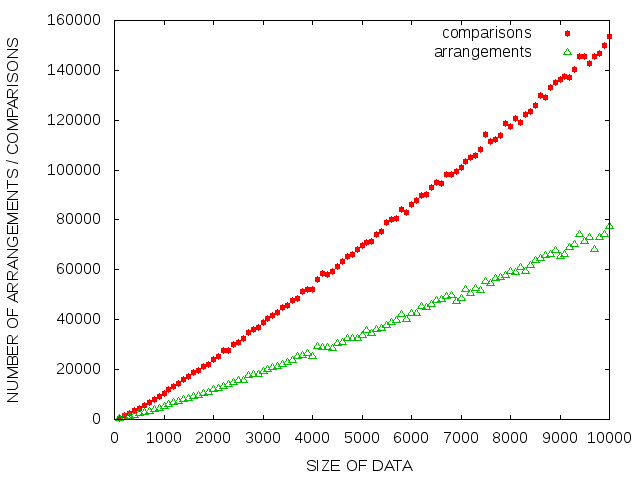 NUMBER OF ARRANGEMENTS / COMPARISONS
160000
140000
120000
100000
80000
60000
40000
20000
0
comparisons
arrangements
0 1000 2000 3000 4000 5000 6000 7000 8000 9000 10000
SIZE OF DATA